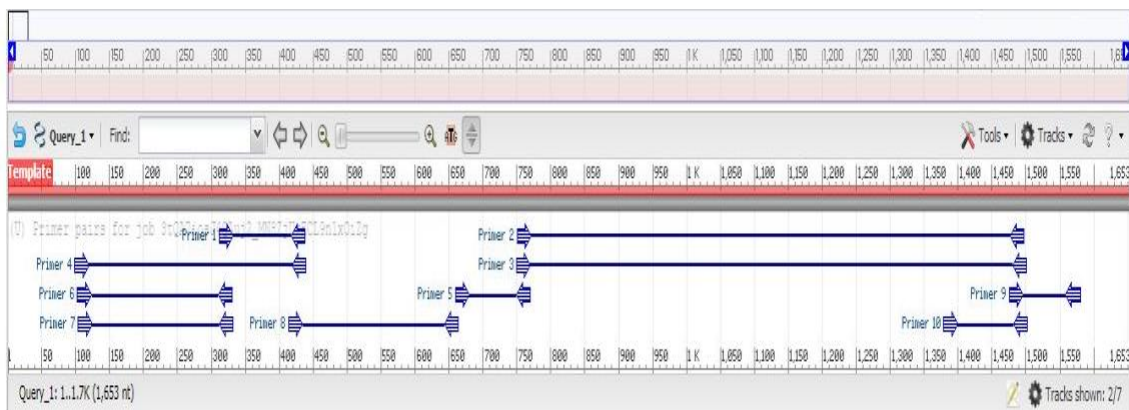 50 100 150 200 250 300 350 400 450 500 550 600 650 700 750 800 850 900 950 1 K 1,050 1,100 1,150 1,200 1,250 1,300 1,350 1,400 1,450 1,500 1,550
Query_1 Find: Tools Tracks ?
Template 100 150 200 250 300 350 400 450 500 550 600 650 700 750 800 850 900 950 1 K 1,050 1,100 1,150 1,200 1,250 1,300 1,350 1,400 1,450 1,500 1,550 1,653
(U) Primer pairs for job
Primer 1 Primer 2
Primer 4 Primer 3
Primer 6 Primer 5 Primer 9
Primer 7 Primer 8 Primer 10
1 50 100 150 200 250 300 350 400 450 500 550 600 650 700 750 800 850 900 950 1 K 1,050 1,100 1,150 1,200 1,250 1,300 1,350 1,400 1,450 1,500 1,550 1,653
Query_1: 1..1.7K (1,653 nt) Tracks shown: 2/7